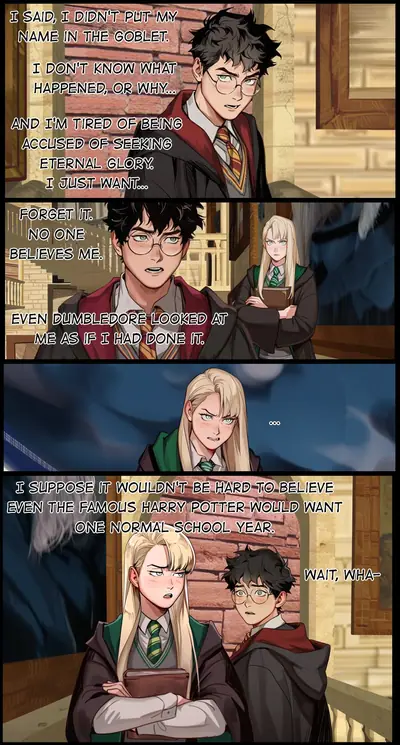 I SAID, I DIDN'T PUT MY
NAME IN THE GOBLET.
I DON'T KNOW WHAT
HAPPENED, OR WHY...
AND I'M TIRED OF BEING
ACCUSED OF SEEKING
ETERNAL GLORY.
I JUST WANT...
FORGET IT.
NO ONE
BELIEVES ME.
EVEN DUMBLEDORE LOOKED AT
ME AS IF I HAD DONE IT.
...
I SUPPOSE IT WOULDN'T BE HARD TO BELIEVE
EVEN THE FAMOUS HARRY POTTER WOULD WANT
ONE NORMAL SCHOOL YEAR.
WAIT, WHA-